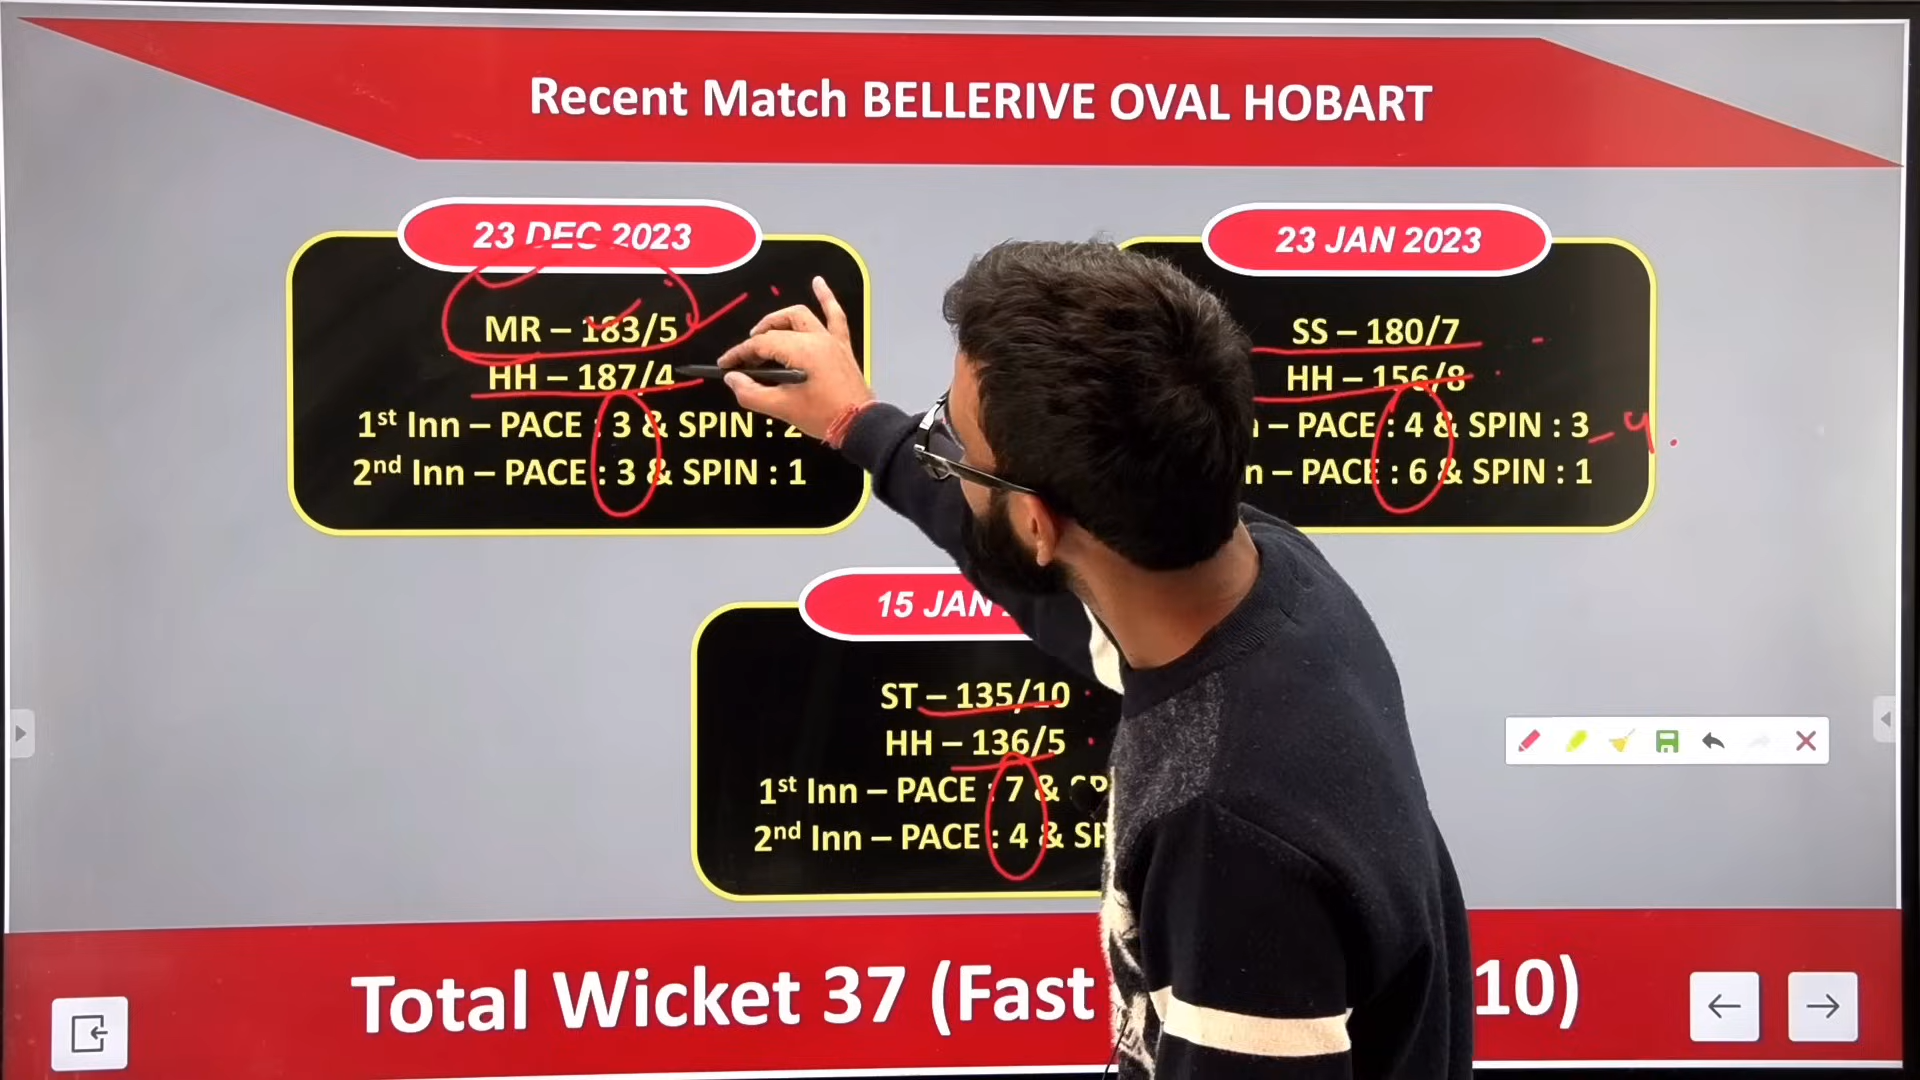 Recent Match BELLERIVE OVAL HOBART
23 DEC 2023
MR – 183/5
HH – 187/4
1st Inn – PACE : 3 & SPIN : 2
2nd Inn – PACE : 3 & SPIN : 1
23 JAN 2023
SS – 180/7
HH – 156/8
– PACE : 4 & SPIN : 3 – 4
– PACE : 6 & SPIN : 1
15 JAN
ST – 135/10
HH – 136/5
1st Inn – PACE : 7 &
2nd Inn – PACE : 4 &
Total Wicket 37 (Fast 10)